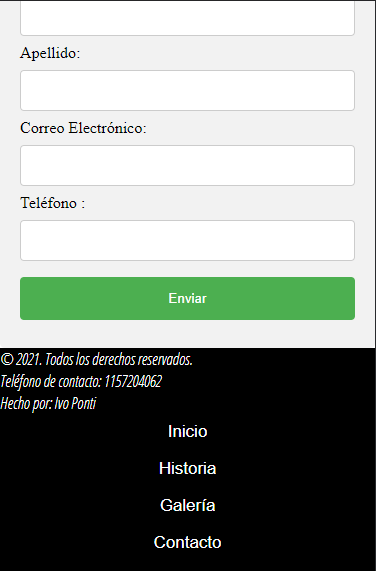 Apellido:
Correo Electrónico:
Teléfono :
Enviar
© 2021. Todos los derechos reservados.
Teléfono de contacto: 1157204062
Hecho por: Ivo Ponti
Inicio
Historia
Galería
Contacto